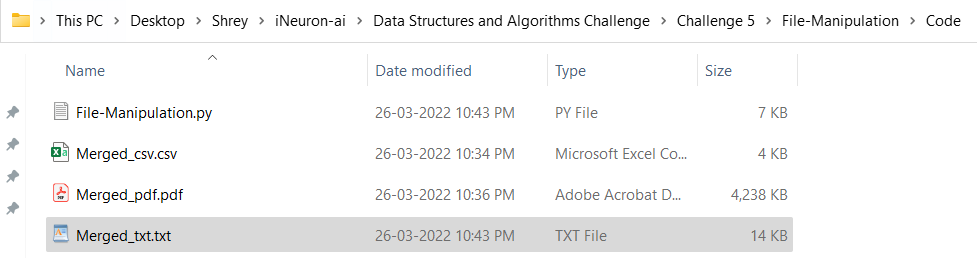 This PC > Desktop > Shrey > iNeuron-ai > Data Structures and Algorithms Challenge > Challenge 5 > File-Manipulation > Code
Name Date modified Type Size
File-Manipulation.py 26-03-2022 10:43 PM PY File 7 KB
Merged_csv.csv 26-03-2022 10:34 PM Microsoft Excel Co... 4 KB
Merged_pdf.pdf 26-03-2022 10:36 PM Adobe Acrobat D... 4,238 KB
Merged_txt.txt 26-03-2022 10:43 PM TXT File 14 KB